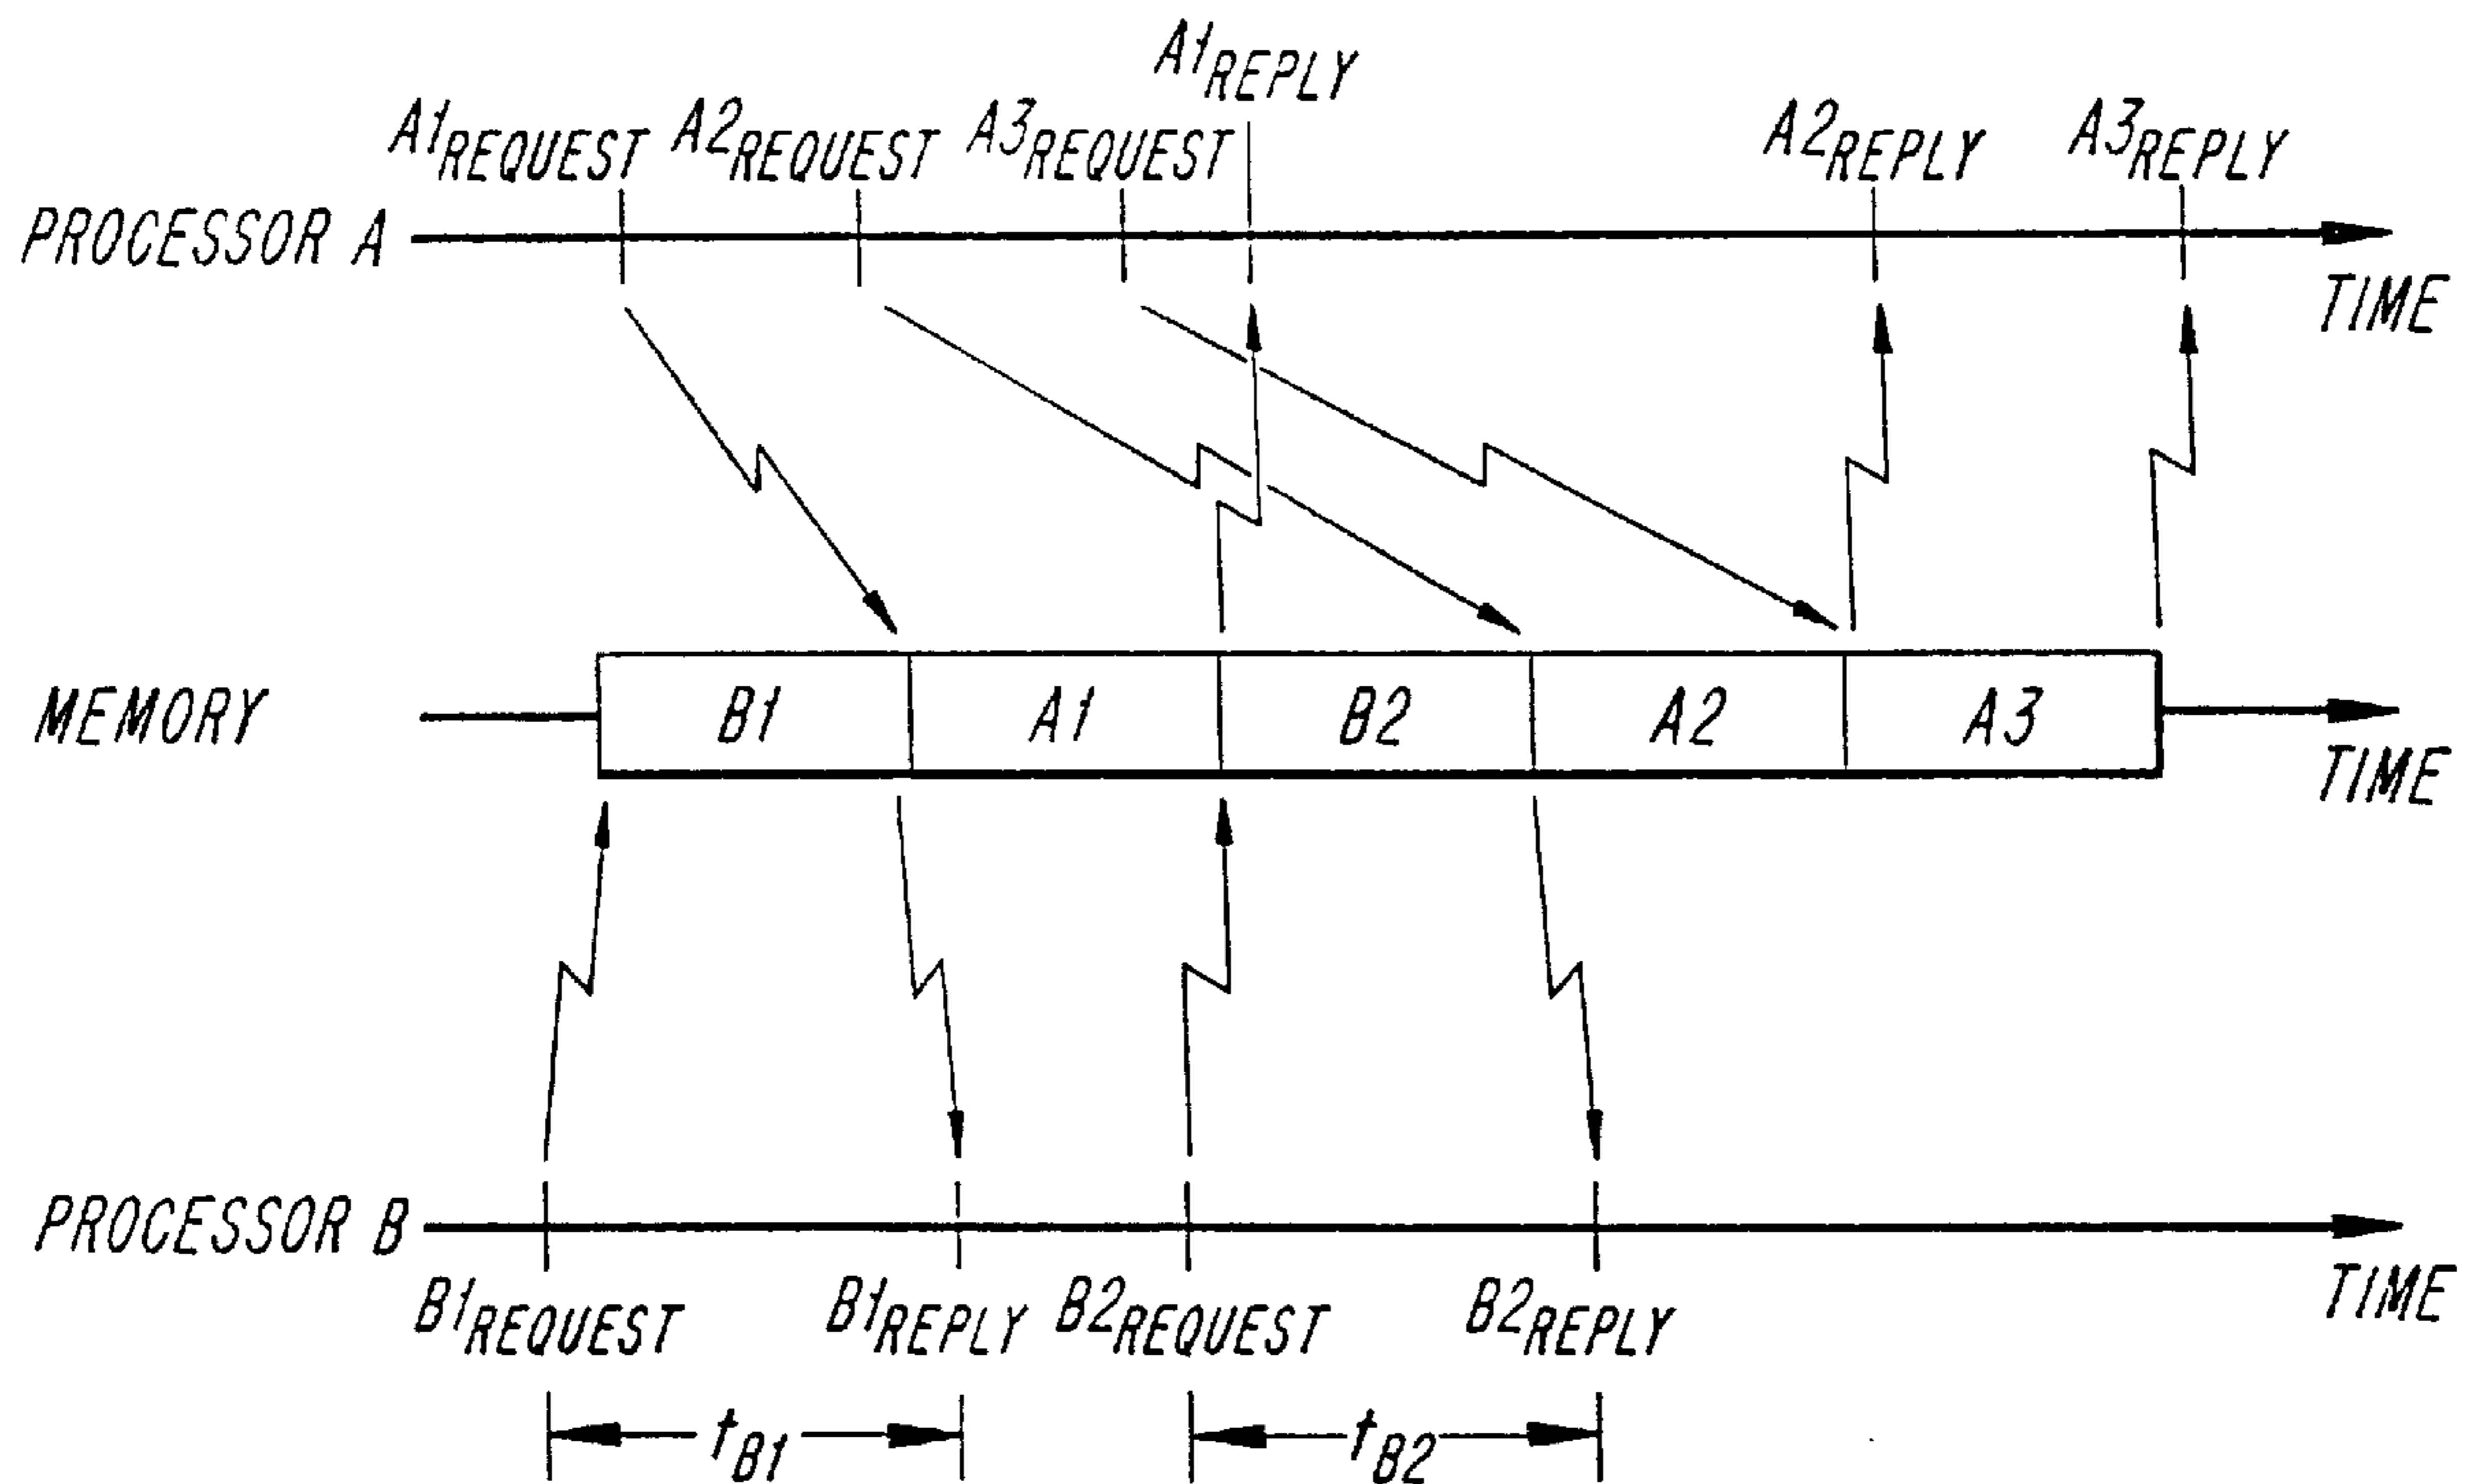 A1REPLY
A1REQUEST A2REQUEST A3REQUEST A2REPLY A3REPLY
PROCESSOR A
TIME
MEMORY B1 A1 B2 A2 A3
TIME
PROCESSOR B
TIME
B1REQUEST B1REPLY B2REQUEST B2REPLY
tB1 tB2